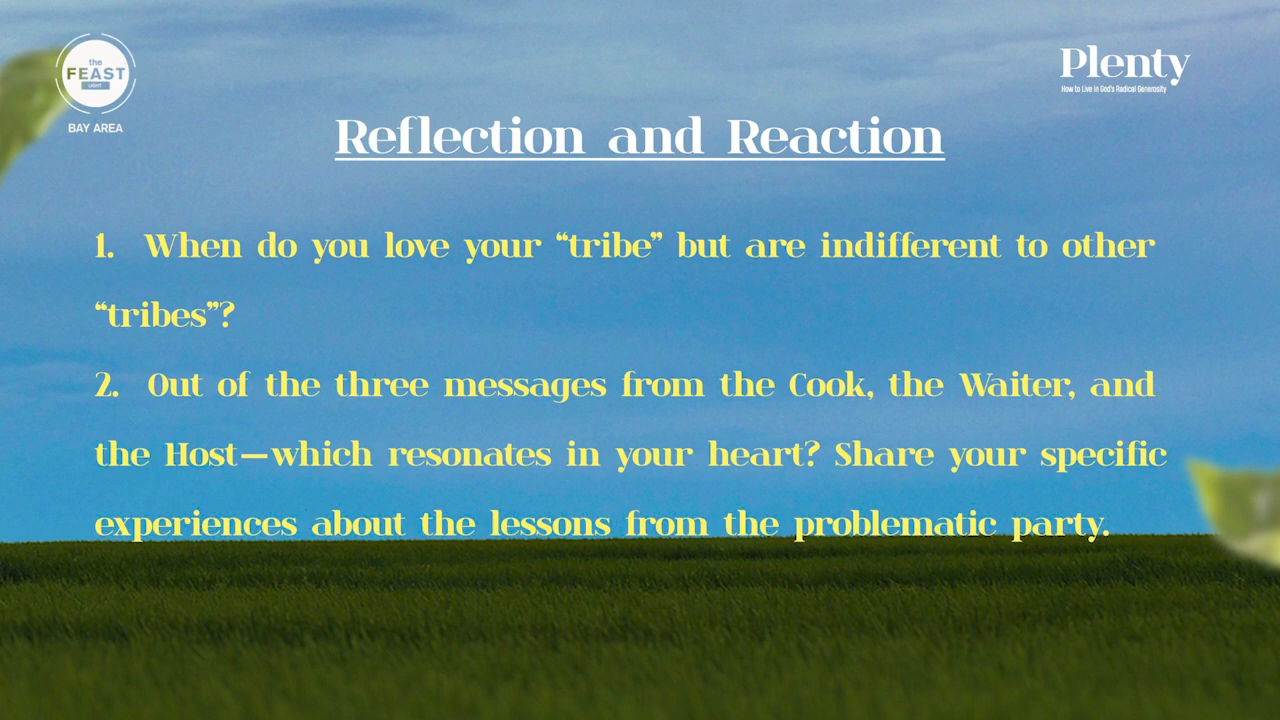 the
FEAST
LIGHT
BAY AREA
Plenty
How to Live in God's Radical Generosity
Reflection and Reaction
1. When do you love your “tribe” but are indifferent to other
“tribes”?
2. Out of the three messages from the Cook, the Waiter, and
the Host—which resonates in your heart? Share your specific
experiences about the lessons from the problematic party.